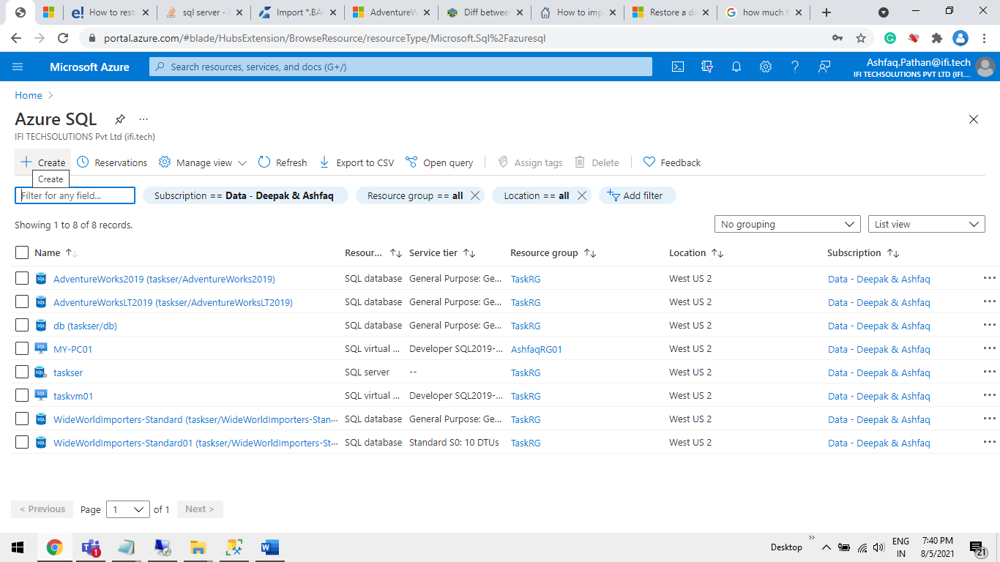 How to rest
sql server -
Import *.BA
AdventureW
Diff betwee
How to imp
Restore a da
how much t
portal.azure.com/#blade/HubsExtension/BrowseResource/resourceType/Microsoft.Sql%2Fazuresql
Microsoft Azure
Search resources, services, and docs (G+/)
Ashfaq.Pathan@ifi.tech
IFI TECHSOLUTIONS PVT LTD (IFI....
Home >
Azure SQL
IFI TECHSOLUTIONS Pvt Ltd (ifi.tech)
+ Create Reservations Manage view Refresh Export to CSV Open query Assign tags Delete Feedback
Create
Filter for any field... Subscription == Data - Deepak & Ashfaq Resource group == all Location == all Add filter
Showing 1 to 8 of 8 records. No grouping List view
Name Resour... Service tier Resource group Location Subscription
AdventureWorks2019 (taskser/AdventureWorks2019) SQL database General Purpose: Ge... TaskRG West US 2 Data - Deepak & Ashfaq
AdventureWorksLT2019 (taskser/AdventureWorksLT2019) SQL database General Purpose: Ge... TaskRG West US 2 Data - Deepak & Ashfaq
db (taskser/db) SQL database General Purpose: Ge... TaskRG West US 2 Data - Deepak & Ashfaq
MY-PC01 SQL virtual ... Developer SQL2019-... AshfaqRG01 West US 2 Data - Deepak & Ashfaq
taskser SQL server -- TaskRG West US 2 Data - Deepak & Ashfaq
taskvm01 SQL virtual ... Developer SQL2019-... TaskRG West US 2 Data - Deepak & Ashfaq
WideWorldImporters-Standard (taskser/WideWorldImporters-Stan... SQL database General Purpose: Ge... TaskRG West US 2 Data - Deepak & Ashfaq
WideWorldImporters-Standard01 (taskser/WideWorldImporters-St... SQL database Standard S0: 10 DTUs TaskRG West US 2 Data - Deepak & Ashfaq
< Previous Page 1 of 1 Next >
Desktop
ENG
IN
7:40 PM
8/5/2021
1
21